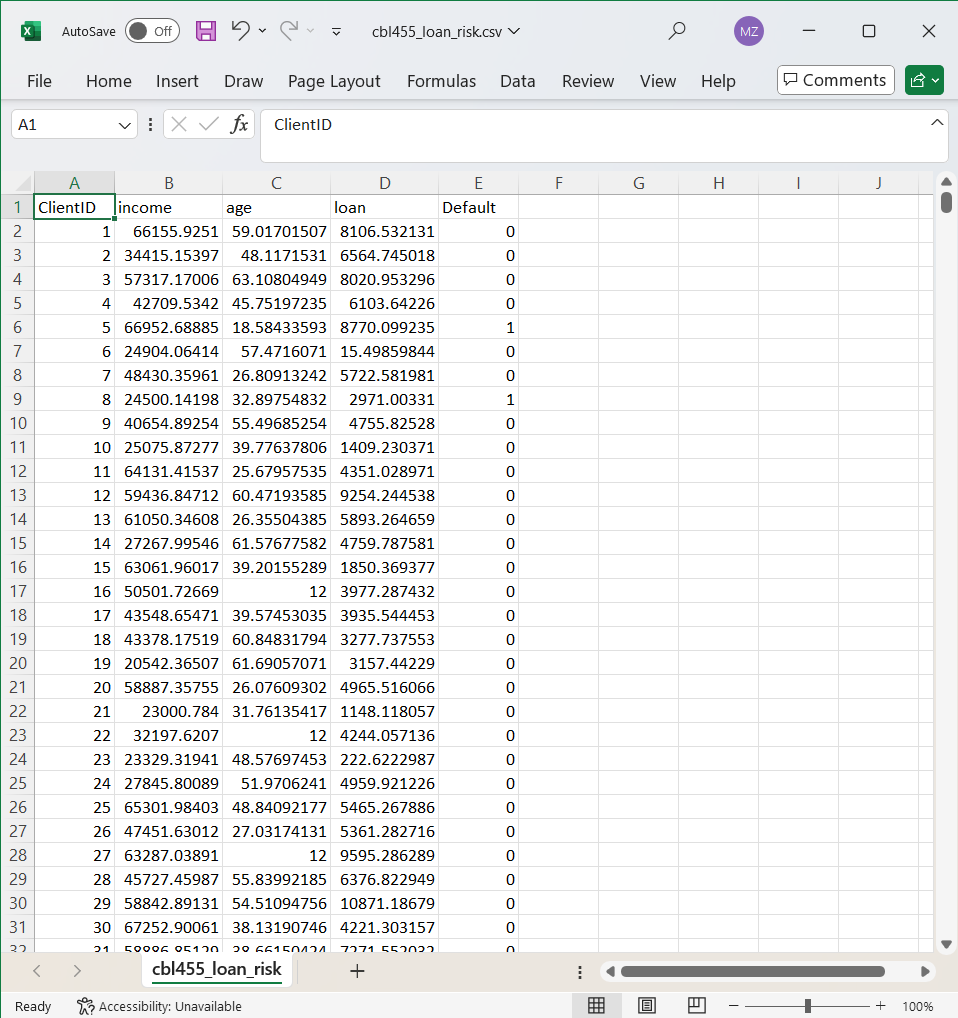 AutoSave Off cbl455_loan_risk.csv MZ
File Home Insert Draw Page Layout Formulas Data Review View Help Comments
A1 fx ClientID
A B C D E F G H I J
1 ClientID income age loan Default
2 1 66155.9251 59.01701507 8106.532131 0
3 2 34415.15397 48.1171531 6564.745018 0
4 3 57317.17006 63.10804949 8020.953296 0
5 4 42709.5342 45.75197235 6103.64226 0
6 5 66952.68885 18.58433593 8770.099235 1
7 6 24904.06414 57.4716071 15.49859844 0
8 7 48430.35961 26.80913242 5722.581981 0
9 8 24500.14198 32.89754832 2971.00331 1
10 9 40654.89254 55.49685254 4755.82528 0
11 10 25075.87277 39.77637806 1409.230371 0
12 11 64131.41537 25.67957535 4351.028971 0
13 12 59436.84712 60.47193585 9254.244538 0
14 13 61050.34608 26.35504385 5893.264659 0
15 14 27267.99546 61.57677582 4759.787581 0
16 15 63061.96017 39.20155289 1850.369377 0
17 16 50501.72669 12 3977.287432 0
18 17 43548.65471 39.57453035 3935.544453 0
19 18 43378.17519 60.84831794 3277.737553 0
20 19 20542.36507 61.69057071 3157.44229 0
21 20 58887.35755 26.07609302 4965.516066 0
22 21 23000.784 31.76135417 1148.118057 0
23 22 32197.6207 12 4244.057136 0
24 23 23329.31941 48.57697453 222.6222987 0
25 24 27845.80089 51.9706241 4959.921226 0
26 25 65301.98403 48.84092177 5465.267886 0
27 26 47451.63012 27.03174131 5361.282716 0
28 27 63287.03891 12 9595.286289 0
29 28 45727.45987 55.83992185 6376.822949 0
30 29 58842.89131 54.51094756 10871.18679 0
31 30 67252.90061 38.13190746 4221.303157 0
32 31 58886.85129 38.66150424 7271.552032 0
cbl455_loan_risk
Ready Accessibility: Unavailable 100%